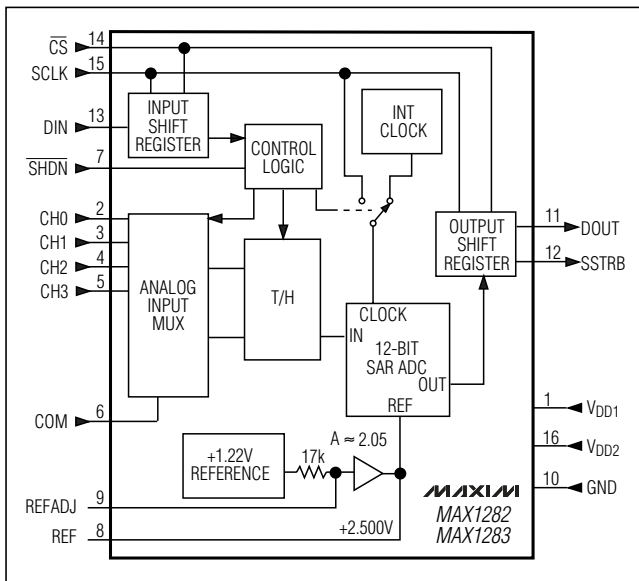 CS 14
SCLK 15
DIN 13
SHDN 7
INPUT
SHIFT
REGISTER
CONTROL
LOGIC
INT
CLOCK
CH0 2
CH1 3
CH2 4
CH3 5
COM 6
ANALOG
INPUT
MUX
T/H
CLOCK
IN
12-BIT
SAR ADC
OUT
REF
OUTPUT
SHIFT
REGISTER
11 DOUT
12 SSTRB
1 VDD1
16 VDD2
10 GND
+1.22V
REFERENCE
17k
A ≈ 2.05
REFADJ 9
REF 8
+2.500V
MAXIM
MAX1282
MAX1283